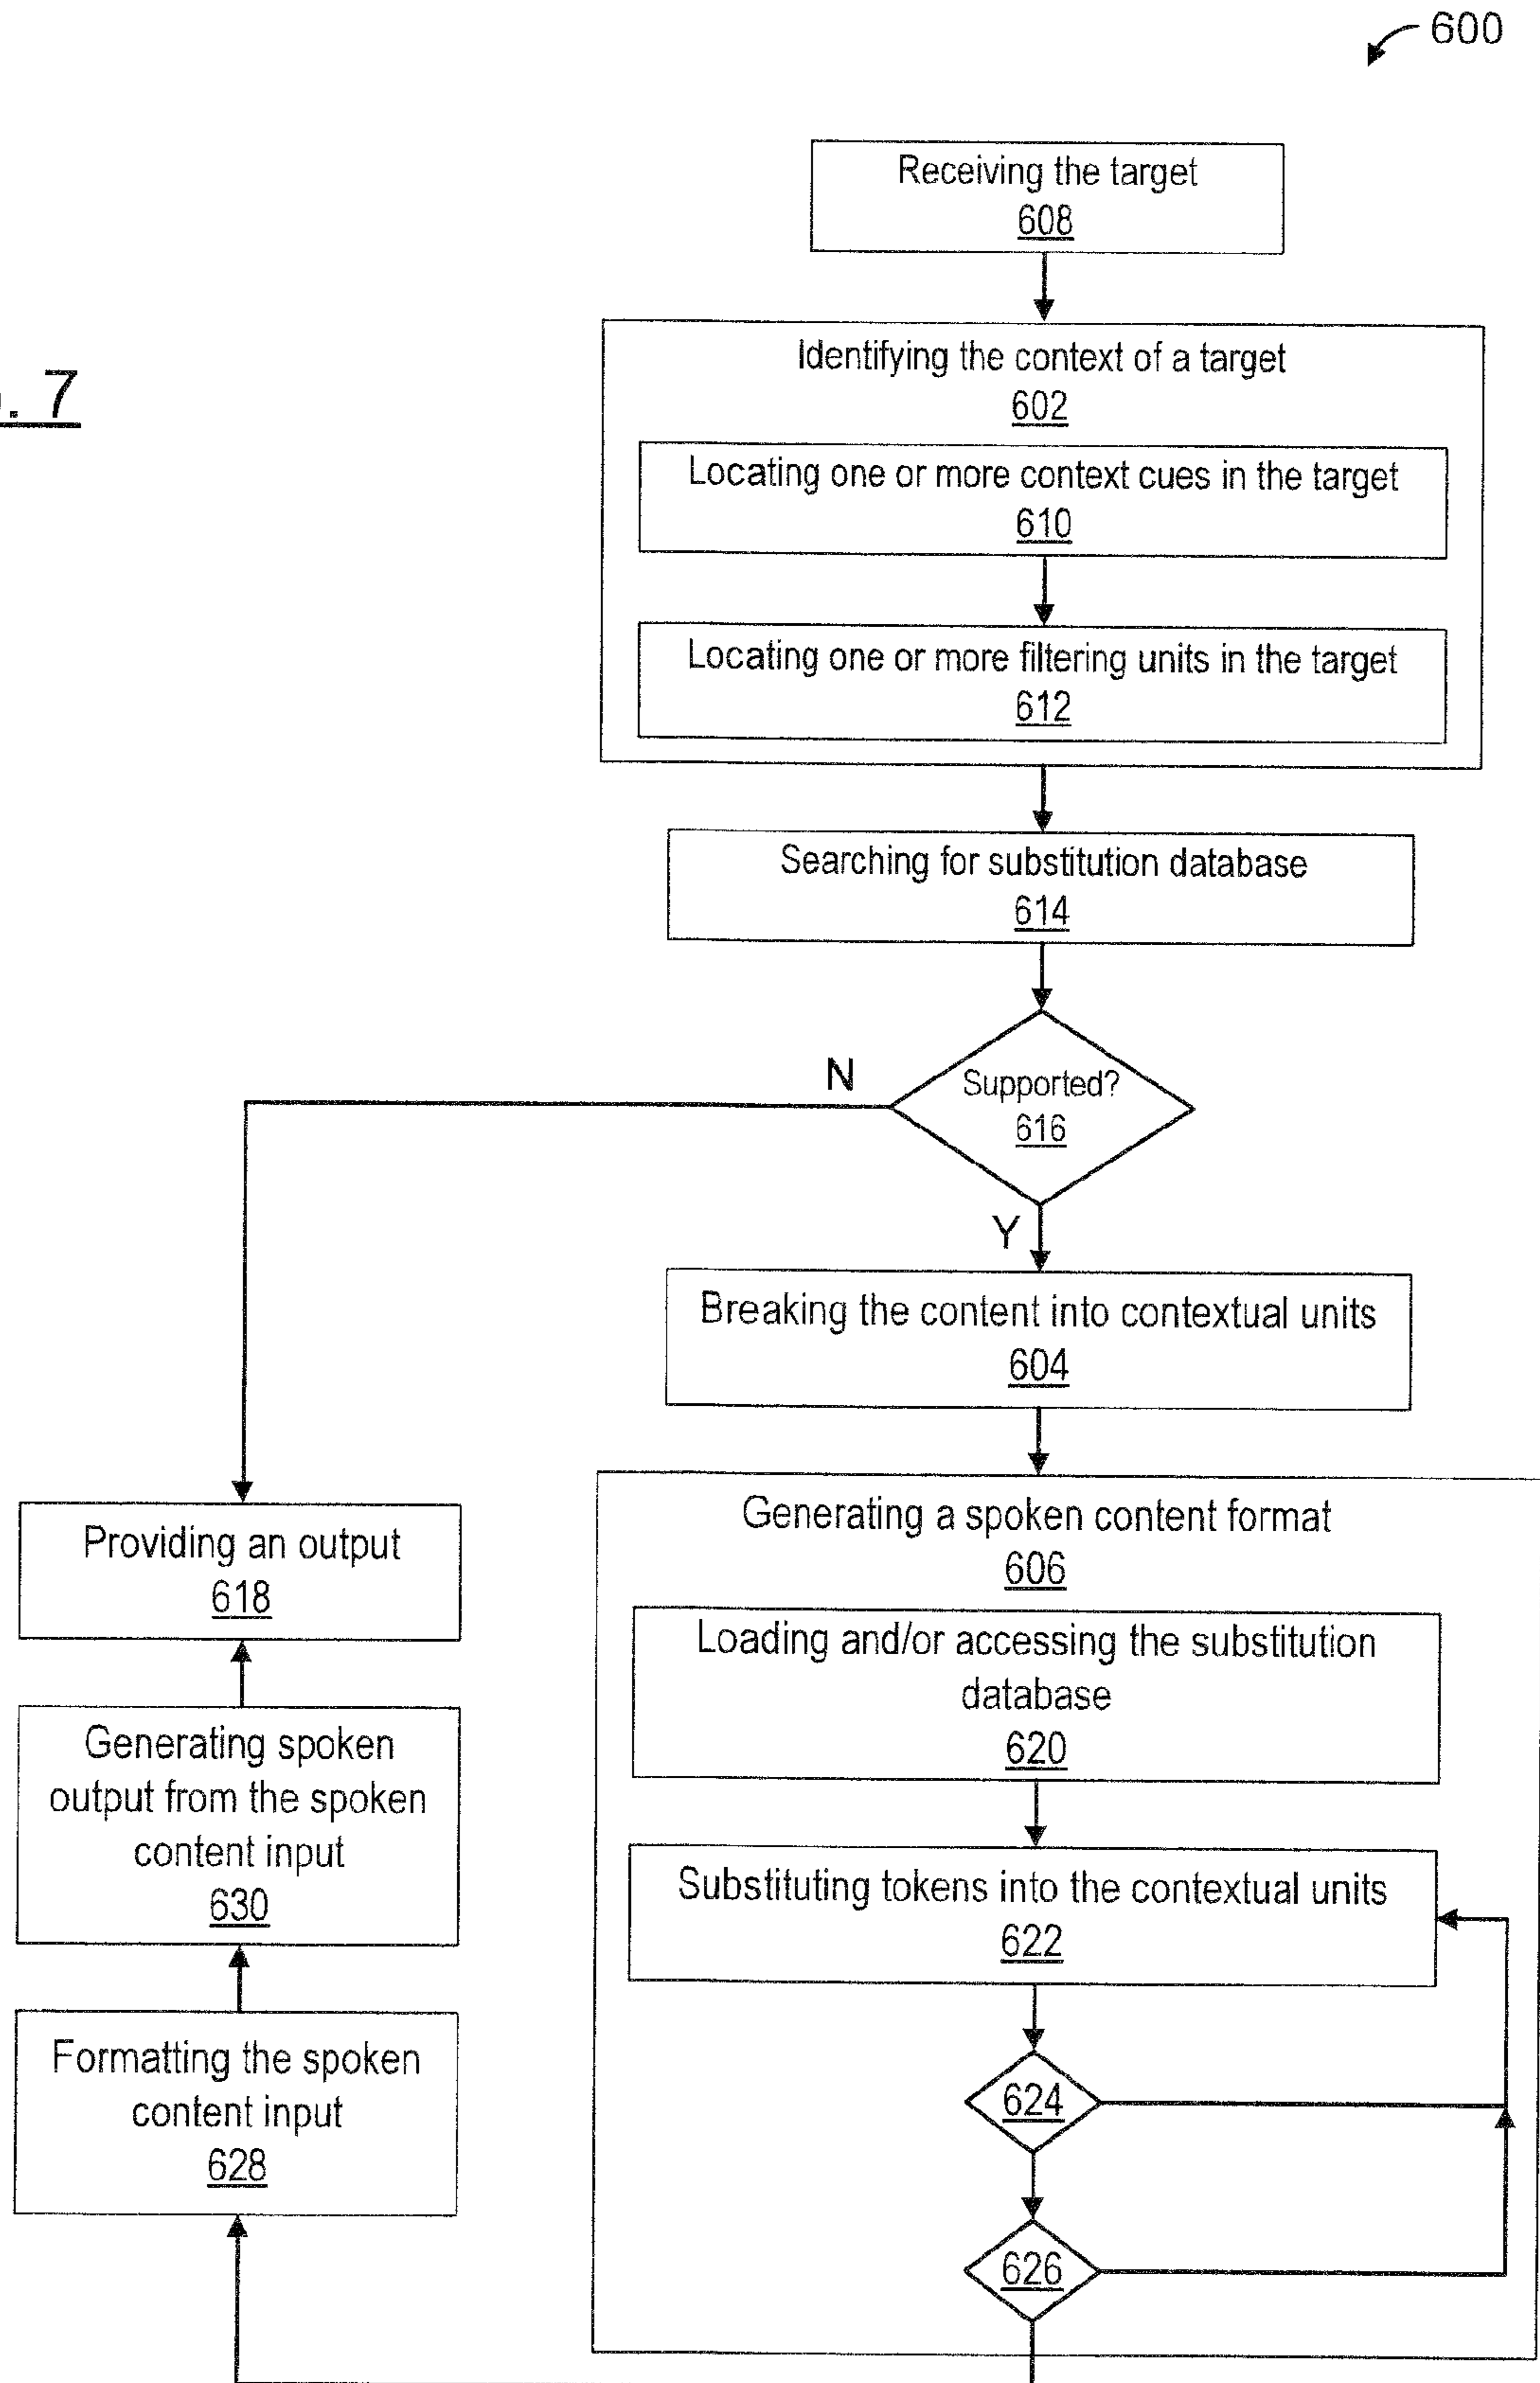 600
. 7
Receiving the target
608
Identifying the context of a target
602
Locating one or more context cues in the target
610
Locating one or more filtering units in the target
612
Searching for substitution database
614
N
Supported?
616
Y
Breaking the content into contextual units
604
Generating a spoken content format
606
Loading and/or accessing the substitution
database
620
Substituting tokens into the contextual units
622
624
626
Providing an output
618
Generating spoken
output from the spoken
content input
630
Formatting the spoken
content input
628